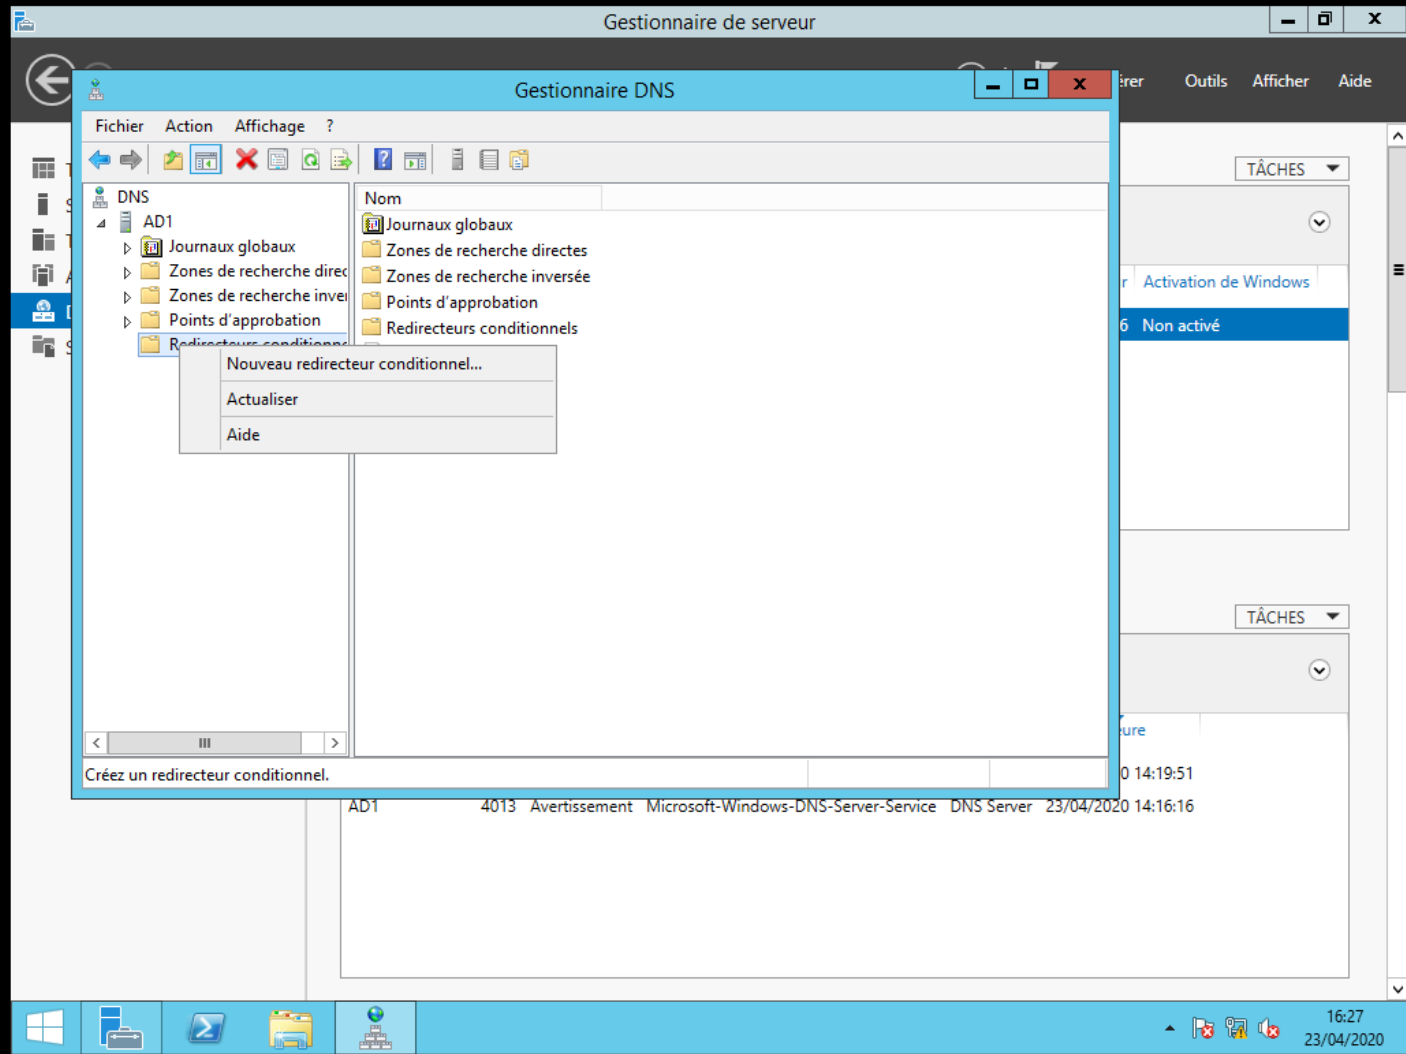 Gestionnaire de serveur
Outils Afficher Aide
Gestionnaire DNS
Fichier Action Affichage ?
TÂCHES
DNS
AD1
Journaux globaux
Zones de recherche direc
Zones de recherche inver
Points d'approbation
Nom
Journaux globaux
Zones de recherche directes
Zones de recherche inversée
Points d'approbation
Redirecteurs conditionnels
Nouveau redirecteur conditionnel...
Actualiser
Aide
Activation de Windows
6 Non activé
TÂCHES
Créez un redirecteur conditionnel.
0 14:19:51
AD1 4013 Avertissement Microsoft-Windows-DNS-Server-Service DNS Server 23/04/2020 14:16:16
16:27
23/04/2020